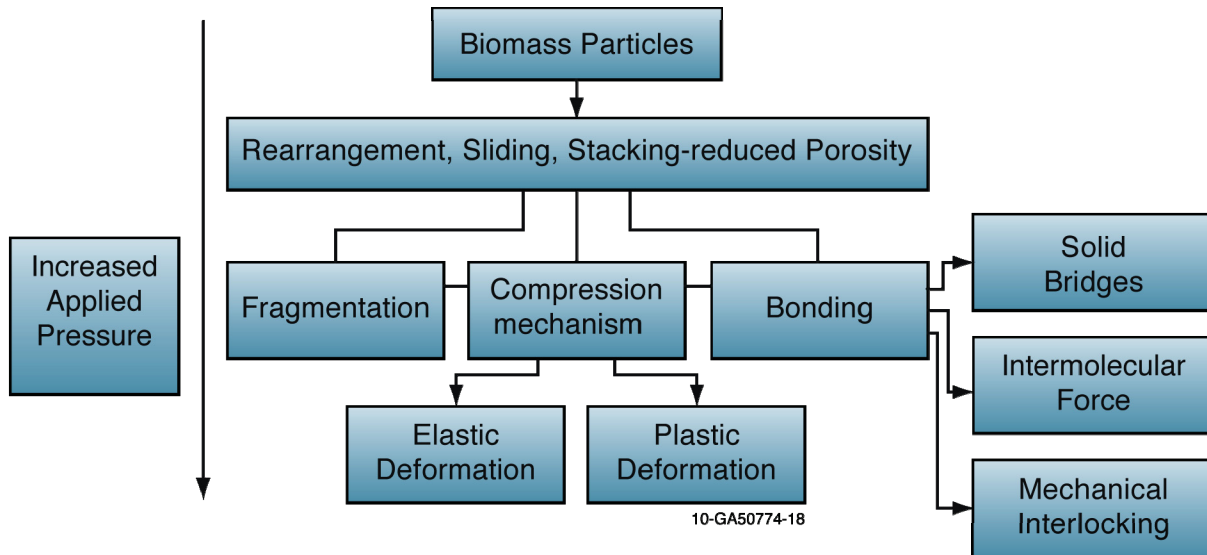 Biomass Particles
Rearrangement, Sliding, Stacking-reduced Porosity
Increased
Applied
Pressure
Fragmentation
Compression
mechanism
Bonding
Solid
Bridges
Intermolecular
Force
Mechanical
Interlocking
Elastic
Deformation
Plastic
Deformation
10-GA50774-18